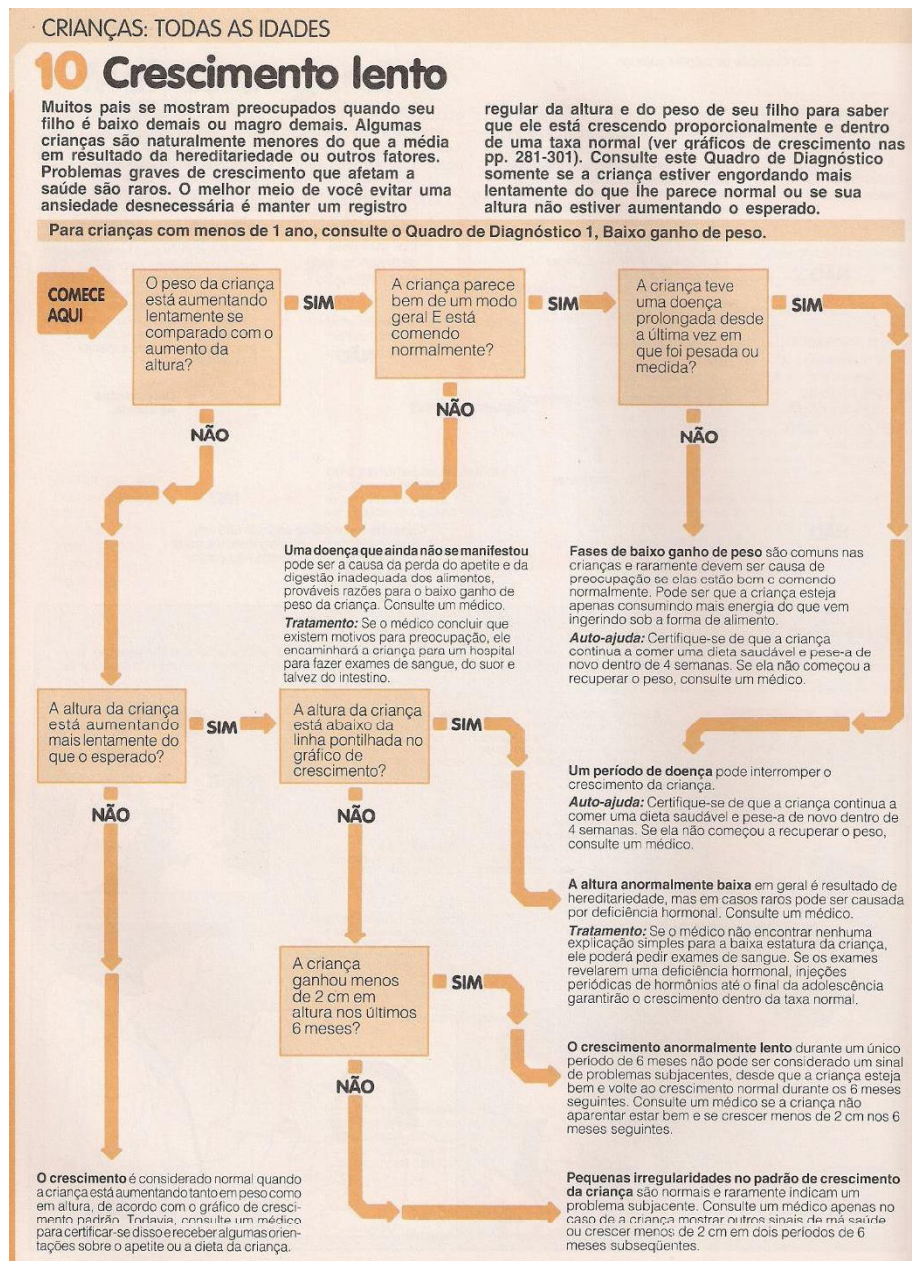 CRIANÇAS: TODAS AS IDADES
10 Crescimento lento
Muitos pais se mostram preocupados quando seu
filho é baixo demais ou magro demais. Algumas
crianças são naturalmente menores do que a média
em resultado da hereditariedade ou outros fatores.
Problemas graves de crescimento que afetam a
saúde são raros. O melhor meio de você evitar uma
ansiedade desnecessária é manter um registro
regular da altura e do peso de seu filho para saber
que ele está crescendo proporcionalmente e dentro
de uma taxa normal (ver gráficos de crescimento nas
pp. 281-301). Consulte este Quadro de Diagnóstico
somente se a criança estiver engordando mais
lentamente do que lhe parece normal ou se sua
altura não estiver aumentando o esperado.
Para crianças com menos de 1 ano, consulte o Quadro de Diagnóstico 1, Baixo ganho de peso.
COMECE
AQUI
O peso da criança
está aumentando
lentamente se
comparado com o
aumento da
altura?
SIM
A criança parece
bem de um modo
geral E está
comendo
normalmente?
SIM
A criança teve
uma doença
prolongada desde
a última vez em
que foi pesada ou
medida?
SIM
NÃO
NÃO
NÃO
Uma doença que ainda não se manifestou
pode ser a causa da perda do apetite e da
digestão inadequada dos alimentos,
prováveis razões para o baixo ganho de
peso da criança. Consulte um médico.
Tratamento: Se o médico concluir que
existem motivos para preocupação, ele
encaminhará a criança para um hospital
para fazer exames de sangue, do suor e
talvez do intestino.
Fases de baixo ganho de peso são comuns nas
crianças e raramente devem ser causa de
preocupação se elas estão bem e comendo
normalmente. Pode ser que a criança esteja
apenas consumindo mais energia do que vem
ingerindo sob a forma de alimento.
Auto-ajuda: Certifique-se de que a criança
continua a comer uma dieta saudável e pese-a de
novo dentro de 4 semanas. Se ela não começou a
recuperar o peso, consulte um médico.
A altura da criança
está aumentando
mais lentamente do
que o esperado?
SIM
A altura da criança
está abaixo da
linha pontilhada no
gráfico de
crescimento?
SIM
NÃO
NÃO
Um período de doença pode interromper o
crescimento da criança.
Auto-ajuda: Certifique-se de que a criança continua a
comer uma dieta saudável e pese-a de novo dentro de
4 semanas. Se ela não começou a recuperar o peso,
consulte um médico.
A altura anormalmente baixa em geral é resultado de
hereditariedade, mas em casos raros pode ser causada
por deficiência hormonal. Consulte um médico.
Tratamento: Se o médico não encontrar nenhuma
explicação simples para a baixa estatura da criança,
ele poderá pedir exames de sangue. Se os exames
revelarem uma deficiência hormonal, injeções
periódicas de hormônios até o final da adolescência
garantirão o crescimento dentro da taxa normal.
A criança
ganhou menos
de 2 cm em
altura nos últimos
6 meses?
SIM
NÃO
O crescimento anormalmente lento durante um único
período de 6 meses não pode ser considerado um sinal
de problemas subjacentes, desde que a criança esteja
bem e volte ao crescimento normal durante os 6 meses
seguintes. Consulte um médico se a criança não
aparentar estar bem e se crescer menos de 2 cm nos 6
meses seguintes.
O crescimento é considerado normal quando
a criança está aumentando tanto em peso como
em altura, de acordo com o gráfico de cresci-
mento padrão. Todavia, consulte um médico
para certificar-se disso e receber algumas orien-
tações sobre o apetite ou a dieta da criança.
Pequenas irregularidades no padrão de crescimento
da criança são normais e raramente indicam um
problema subjacente. Consulte um médico apenas no
caso de a criança mostrar outros sinais de má saúde
ou crescer menos de 2 cm em dois períodos de 6
meses subseqüentes.